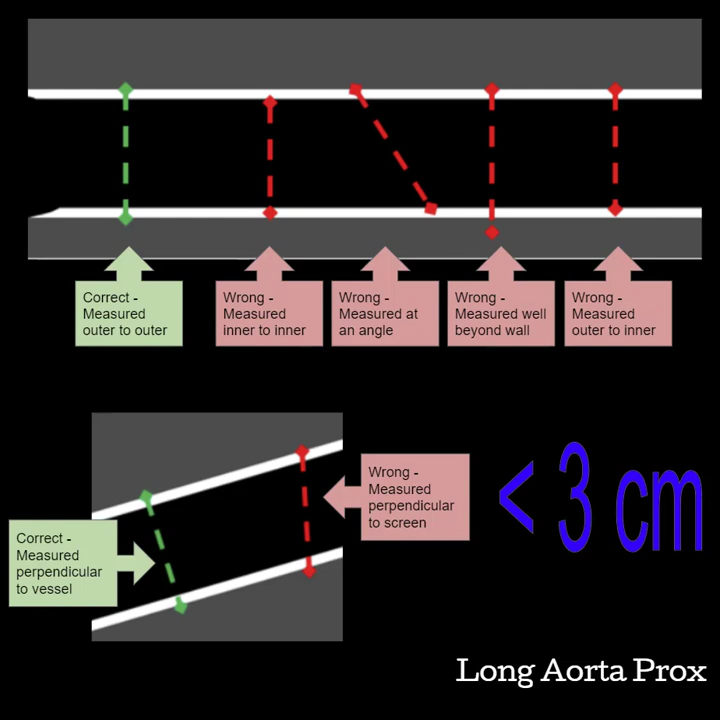 Correct -
Measured
outer to outer
Wrong -
Measured
inner to inner
Wrong -
Measured at
an angle
Wrong -
Measured well
beyond wall
Wrong -
Measured
outer to inner
Wrong -
Measured
perpendicular
to screen
< 3 cm
Correct -
Measured
perpendicular
to vessel
Long Aorta Prox